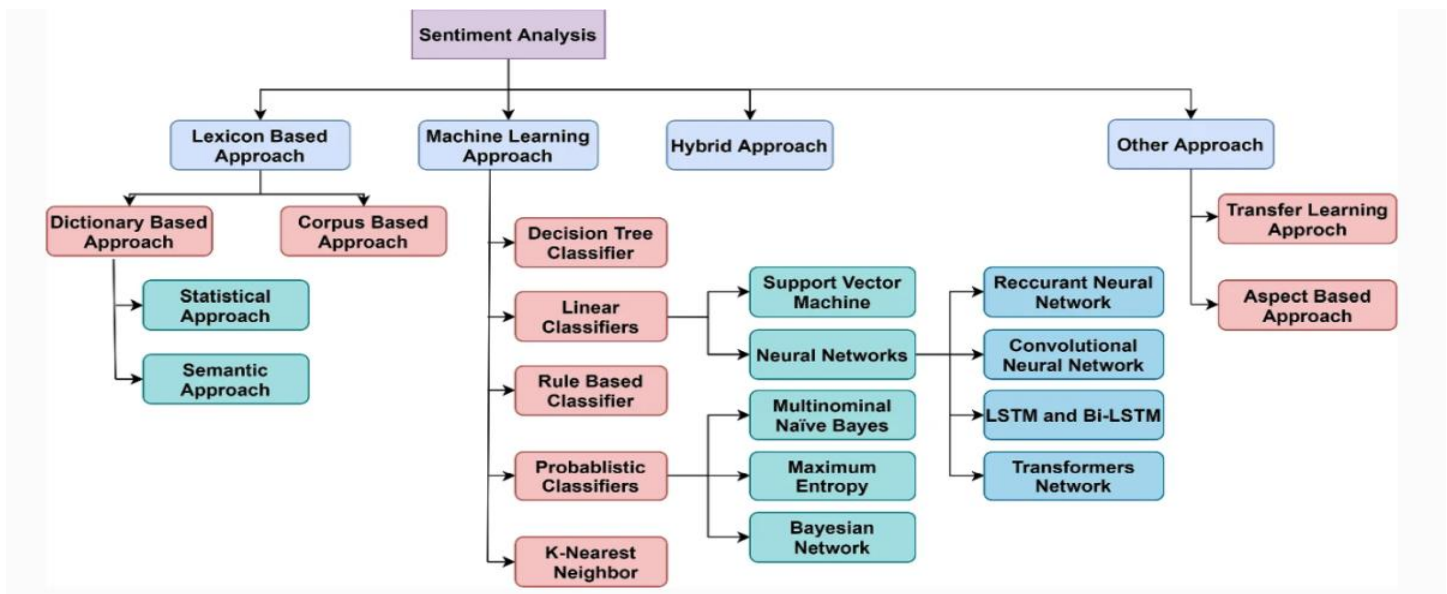 Sentiment Analysis
Lexicon Based
Approach
Machine Learning
Approach
Hybrid Approach
Other Approach
Dictionary Based
Approach
Corpus Based
Approach
Statistical
Approach
Semantic
Approach
Decision Tree
Classifier
Linear
Classifiers
Rule Based
Classifier
Probablistic
Classifiers
K-Nearest
Neighbor
Support Vector
Machine
Neural Networks
Multinominal
Naïve Bayes
Maximum
Entropy
Bayesian
Network
Reccurant Neural
Network
Convolutional
Neural Network
LSTM and Bi-LSTM
Transformers
Network
Transfer Learning
Approch
Aspect Based
Approach